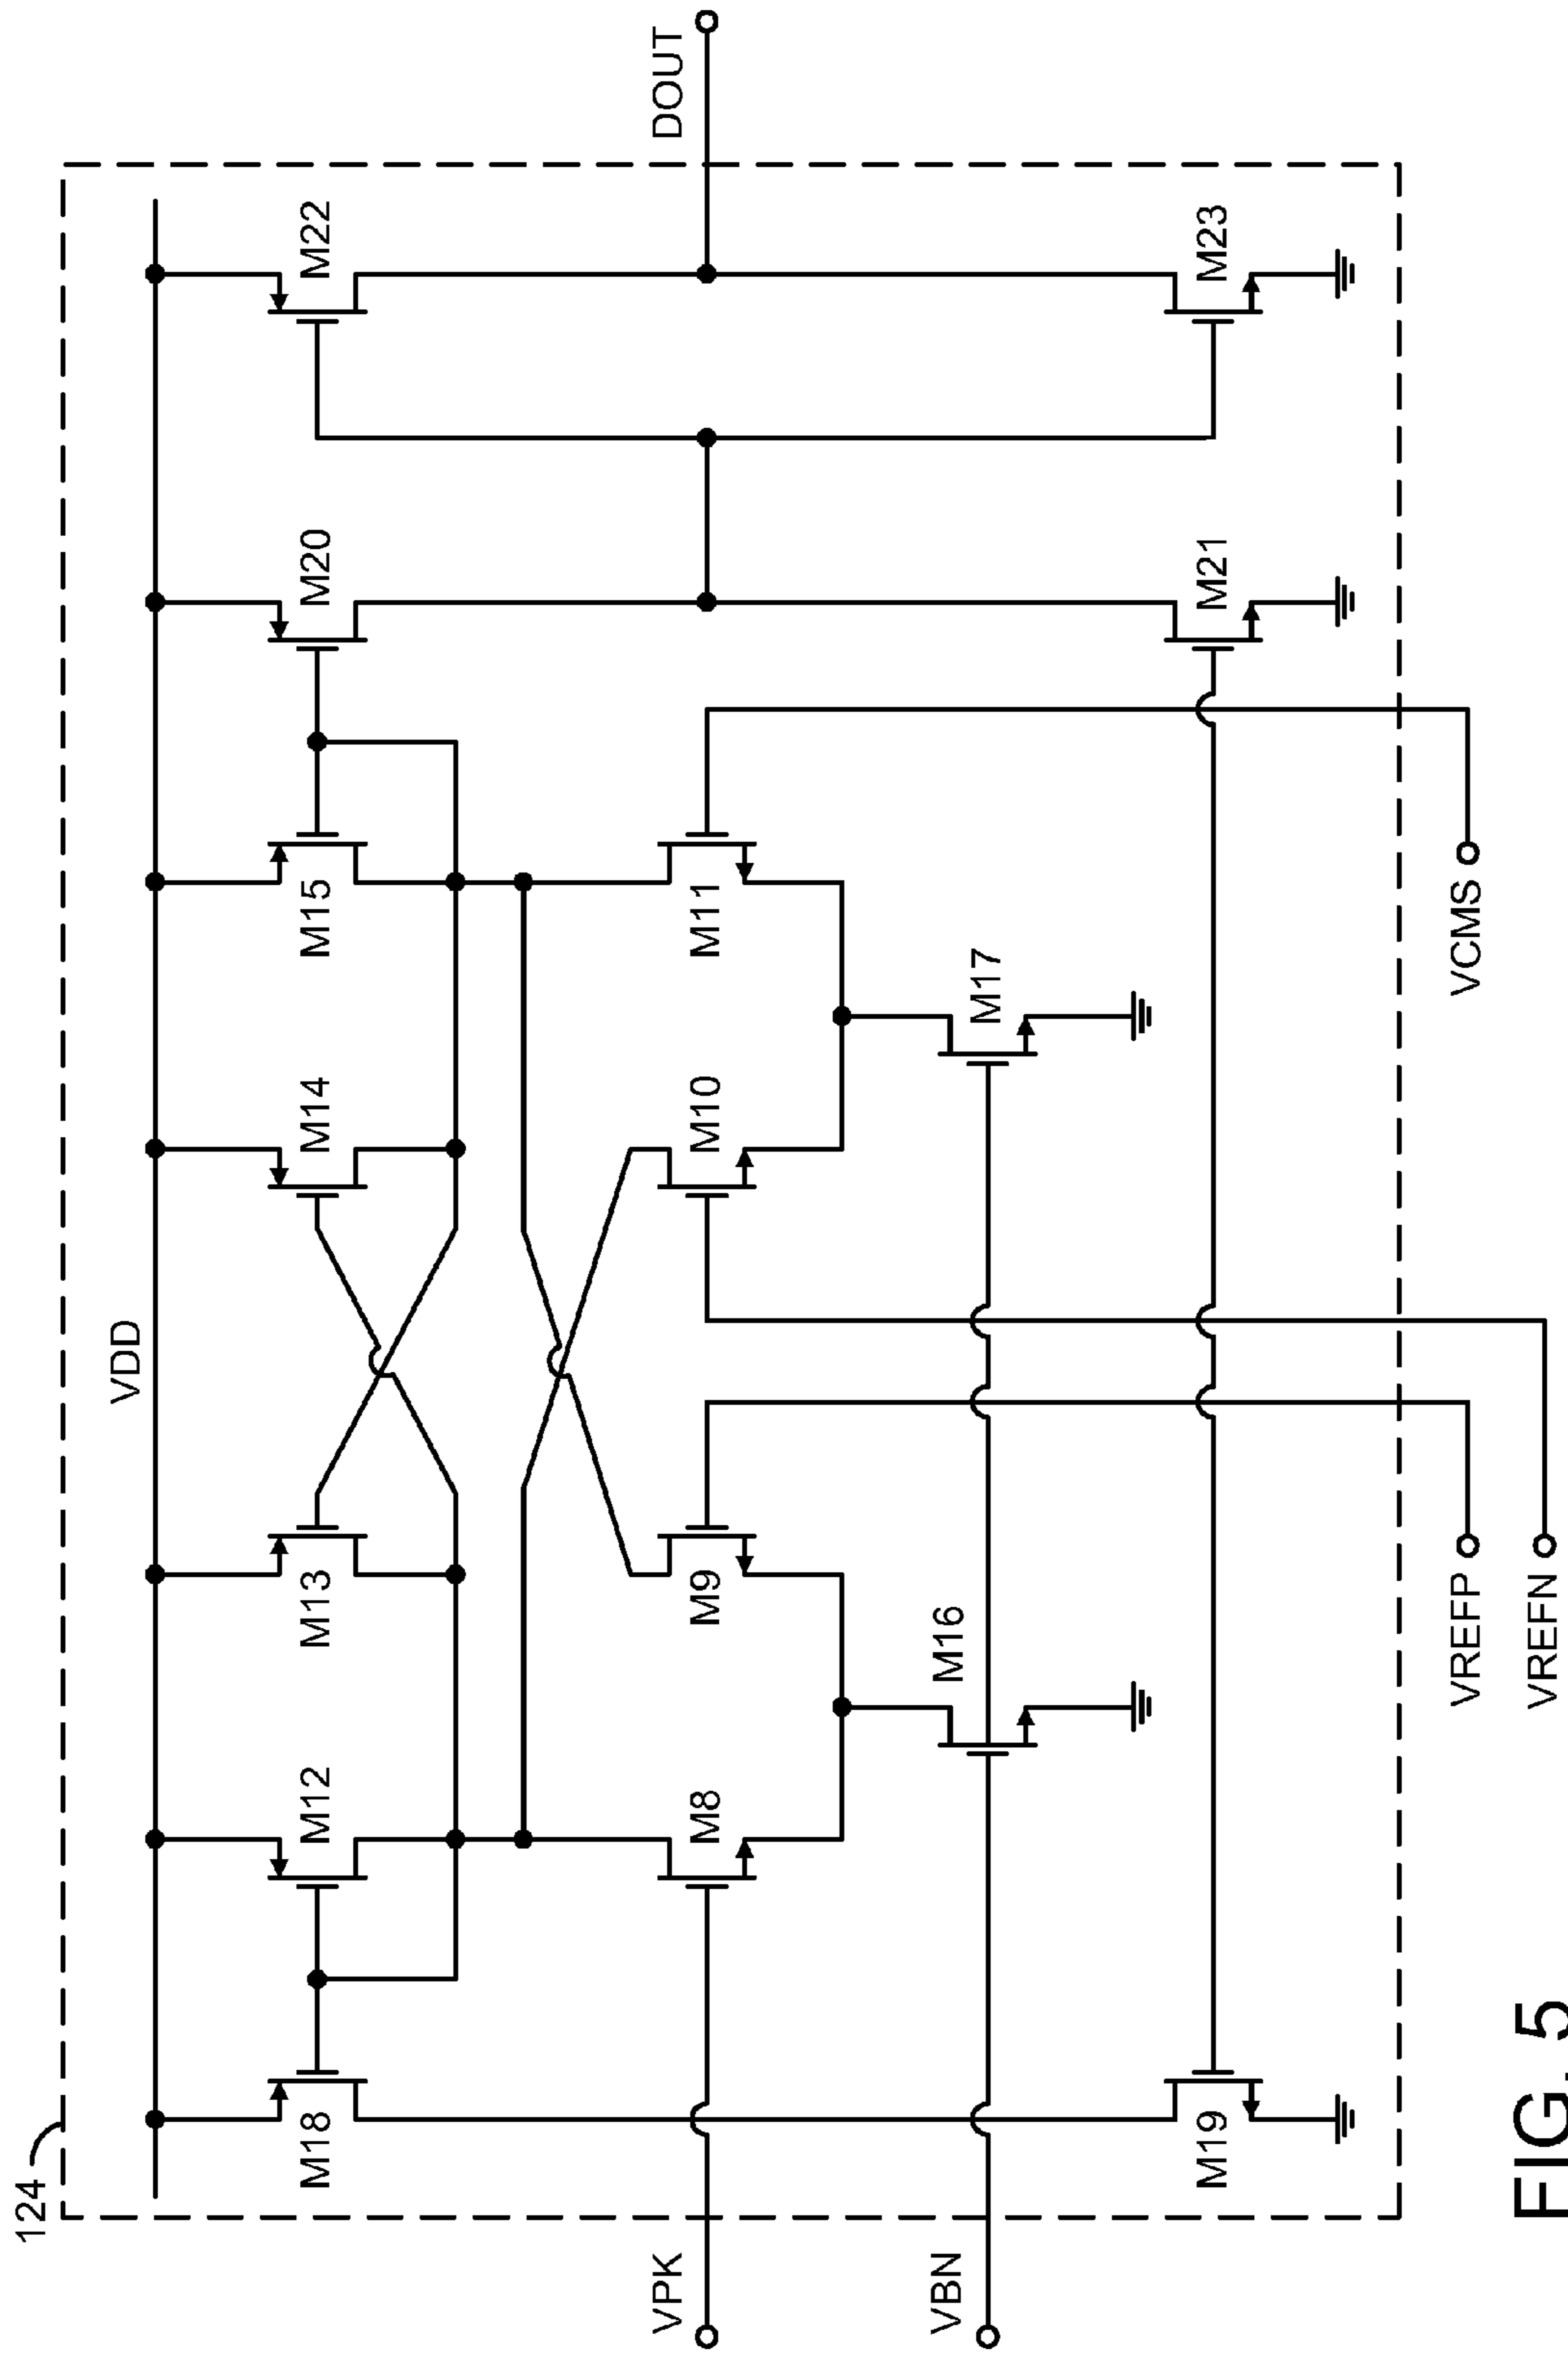 124
VDD
M18
M12
M13
M14
M15
M20
M22
VPK
M8
M9
M10
M11
DOUT
VBN
M16
M17
M19
M21
M23
VREFP
VCMS
VREFN
FIG. 5